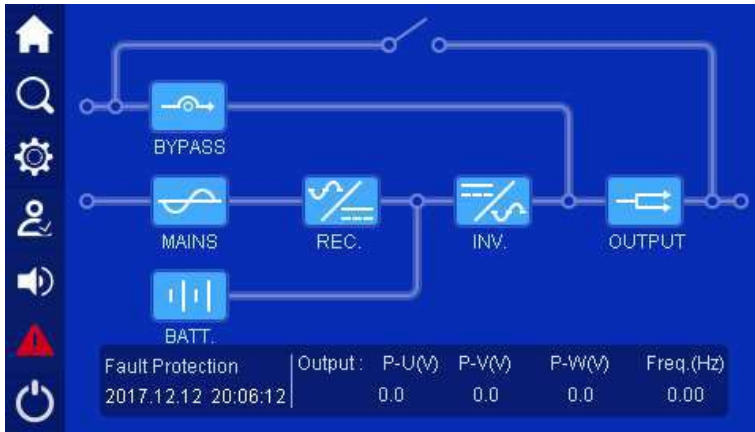 BYPASS
MAINS
REC.
INV.
OUTPUT
BATT.
Fault Protection
Output : P-U(V) P-V(V) P-W(V) Freq.(Hz)
2017.12.12 20:06:12
0.0 0.0 0.0 0.00